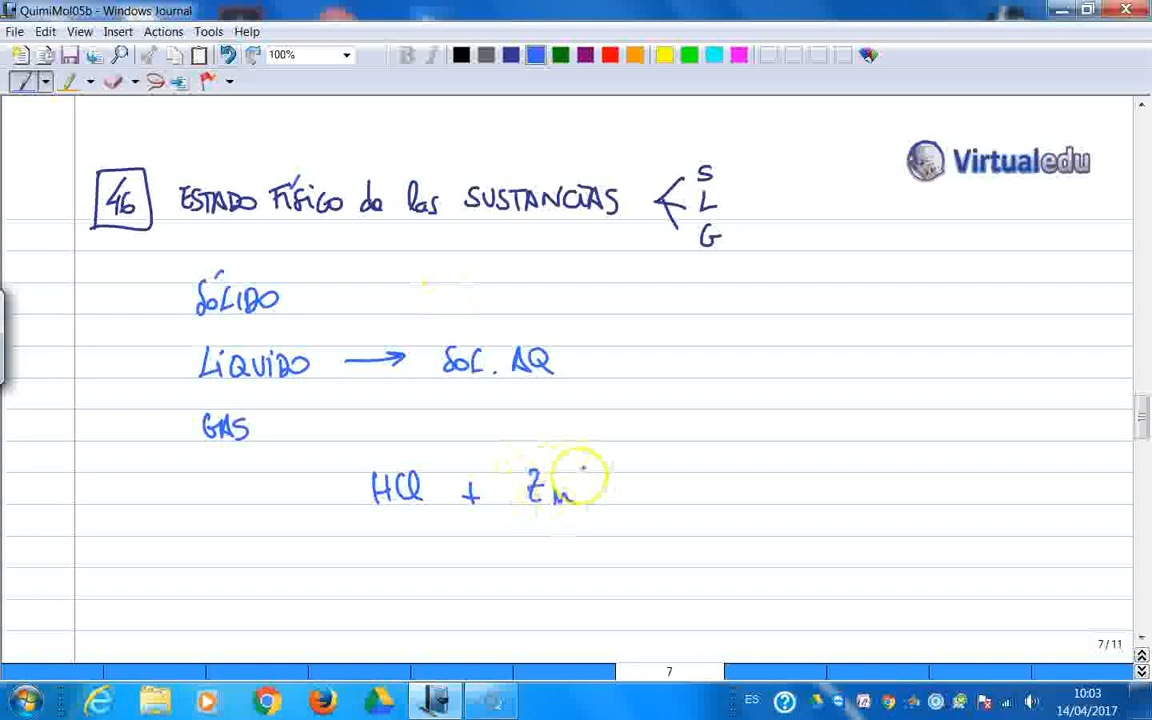 QuimiMol05b - Windows Journal
File Edit View Insert Actions Tools Help
100%
Virtualedu
46 ESTADO FÍSICO de las SUSTANCIAS
S
L
G
SÓLIDO
LÍQUIDO → SOL. AQ
GAS
HCl + Zn
7/11
7
ES
10:03
14/04/2017